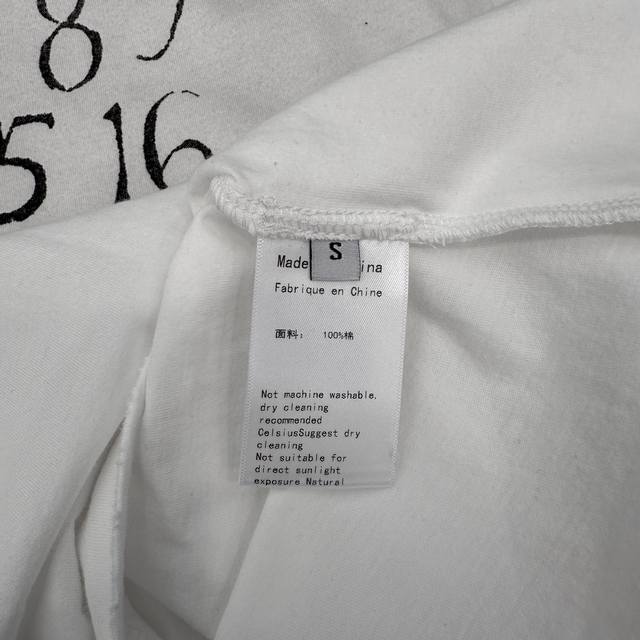 8 9
5 16
S
Made ina
Fabrique en Chine
面料： 100%棉
Not machine washable,
dry cleaning
recommended
CelsiusSuggest dry
cleaning
Not suitable for
direct sunlight
exposure Natural